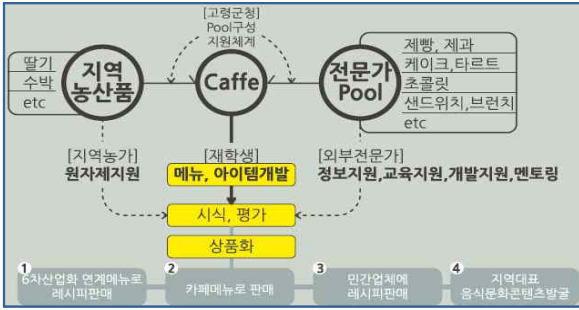 [고령군청]
Pool구성
지원체계
딸기
수박
etc
지역
농산품
Caffe
전문가
Pool
제빵, 제과
케이크,타르트
초콜릿
샌드위치,브런치
etc
[지역농가]
원자제지원
[재학생]
메뉴, 아이템개발
[외부전문가]
정보지원,교육지원,개발지원,멘토링
시식, 평가
상품화
1
6차산업화 연계메뉴로
레시피판매
2
카페메뉴로 판매
3
민간업체에
레시피판매
4
지역대표
음식문화콘텐츠발굴